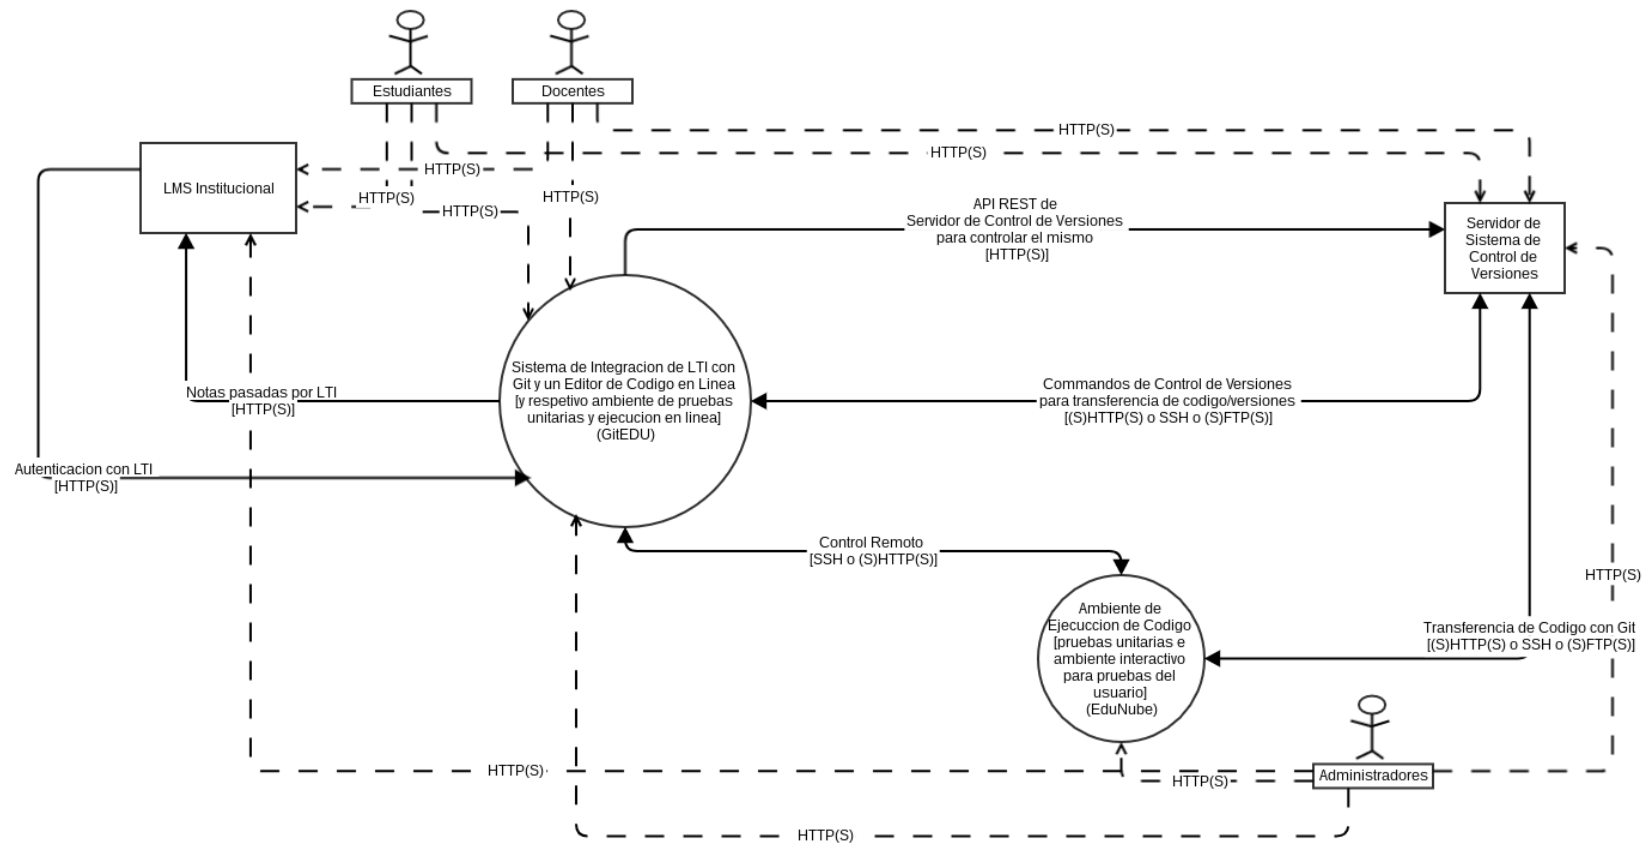 Estudiantes
Docentes
HTTP(S)
HTTP(S)
HTTP(S)
LMS Institucional
HTTP(S)
HTTP(S)
HTTP(S)
API REST de
Servidor de Control de Versiones
para controlar el mismo
[HTTP(S)]
Servidor de
Sistema de
Control de
Versiones
Sistema de Integracion de LTI con
Git y un Editor de Codigo en Linea
[y respetivo ambiente de pruebas
unitarias y ejecucion en linea]
(GitEDU)
Notas pasadas por LTI
[HTTP(S)]
Commandos de Control de Versiones
para transferencia de codigo/versiones
[(S)HTTP(S) o SSH o (S)FTP(S)]
Autenticacion con LTI
[HTTP(S)]
Control Remoto
[SSH o (S)HTTP(S)]
HTTP(S)
Ambiente de
Ejecuccion de Codigo
[pruebas unitarias e
ambiente interactivo
para pruebas del
usuario]
(EduNube)
Transferencia de Codigo con Git
[(S)HTTP(S) o SSH o (S)FTP(S)]
HTTP(S)
HTTP(S)
Administradores
HTTP(S)